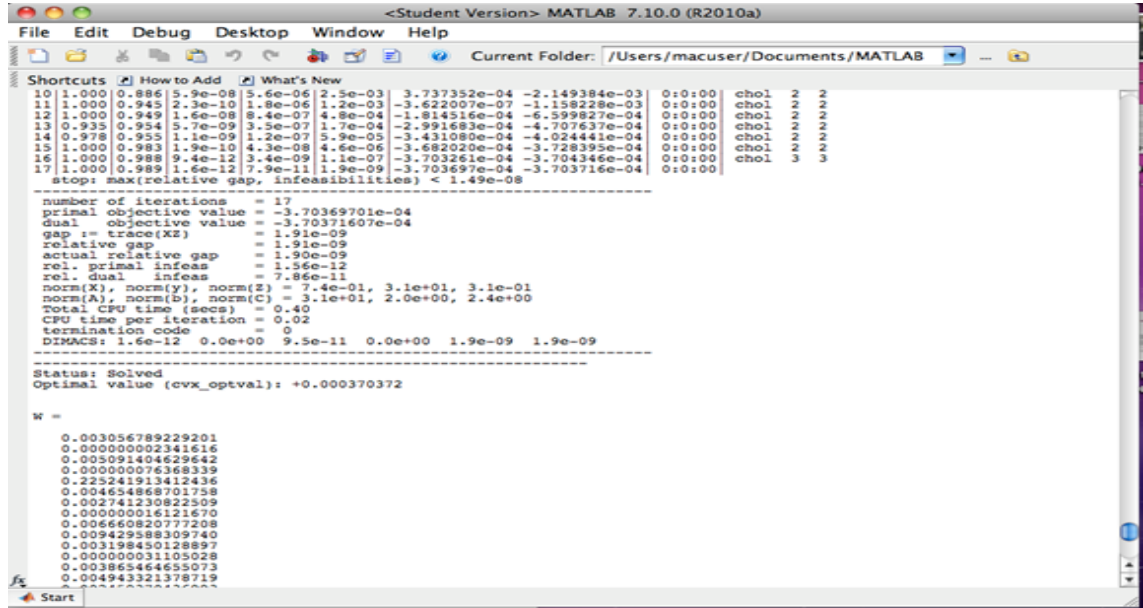 <Student Version> MATLAB 7.10.0 (R2010a)
File Edit Debug Desktop Window Help
Current Folder: /Users/macuser/Documents/MATLAB
Shortcuts How to Add What's New
10|1.000|0.886|5.9e-08|5.6e-06|2.5e-03| 3.737352e-04 -2.149384e-03| 0:0:00| chol 2 2
11|1.000|0.945|2.3e-10|1.8e-06|1.2e-03|-3.622007e-07 -1.158228e-03| 0:0:00| chol 2 2
12|1.000|0.949|1.6e-08|8.4e-07|4.8e-04|-1.814516e-04 -6.599827e-04| 0:0:00| chol 2 2
13|0.935|0.954|5.7e-09|3.5e-07|1.7e-04|-2.991683e-04 -4.707637e-04| 0:0:00| chol 2 2
14|0.978|0.955|1.1e-09|1.2e-07|5.9e-05|-3.431080e-04 -4.024441e-04| 0:0:00| chol 2 2
15|1.000|0.983|1.9e-10|4.3e-08|4.6e-06|-3.682020e-04 -3.728395e-04| 0:0:00| chol 2 2
16|1.000|0.988|9.4e-12|3.4e-09|1.1e-07|-3.703261e-04 -3.704346e-04| 0:0:00| chol 3 3
17|1.000|0.989|1.6e-12|7.9e-11|1.9e-09|-3.703697e-04 -3.703716e-04| 0:0:00|
stop: max(relative gap, infeasibilities) < 1.49e-08
number of iterations = 17
primal objective value = -3.70369701e-04
dual objective value = -3.70371607e-04
gap := trace(XZ) = 1.91e-09
relative gap = 1.91e-09
actual relative gap = 1.90e-09
rel. primal infeas = 1.56e-12
rel. dual infeas = 7.86e-11
norm(X), norm(y), norm(Z) = 7.4e-01, 3.1e+01, 3.1e-01
norm(A), norm(b), norm(C) = 3.1e+01, 2.0e+00, 2.4e+00
Total CPU time (secs) = 0.40
CPU time per iteration = 0.02
termination code = 0
DIMACS: 1.6e-12 0.0e+00 9.5e-11 0.0e+00 1.9e-09 1.9e-09
Status: Solved
Optimal value (cvx_optval): +0.000370372
W =
0.003056789229201
0.000000002341616
0.005091404629642
0.000000076368339
0.225241913412436
0.004654868701758
0.002741230822509
0.000000016121670
0.006660820777208
0.009429588309740
0.003198450128897
0.000000031105028
0.003865464655073
fx 0.004943321378719
Start